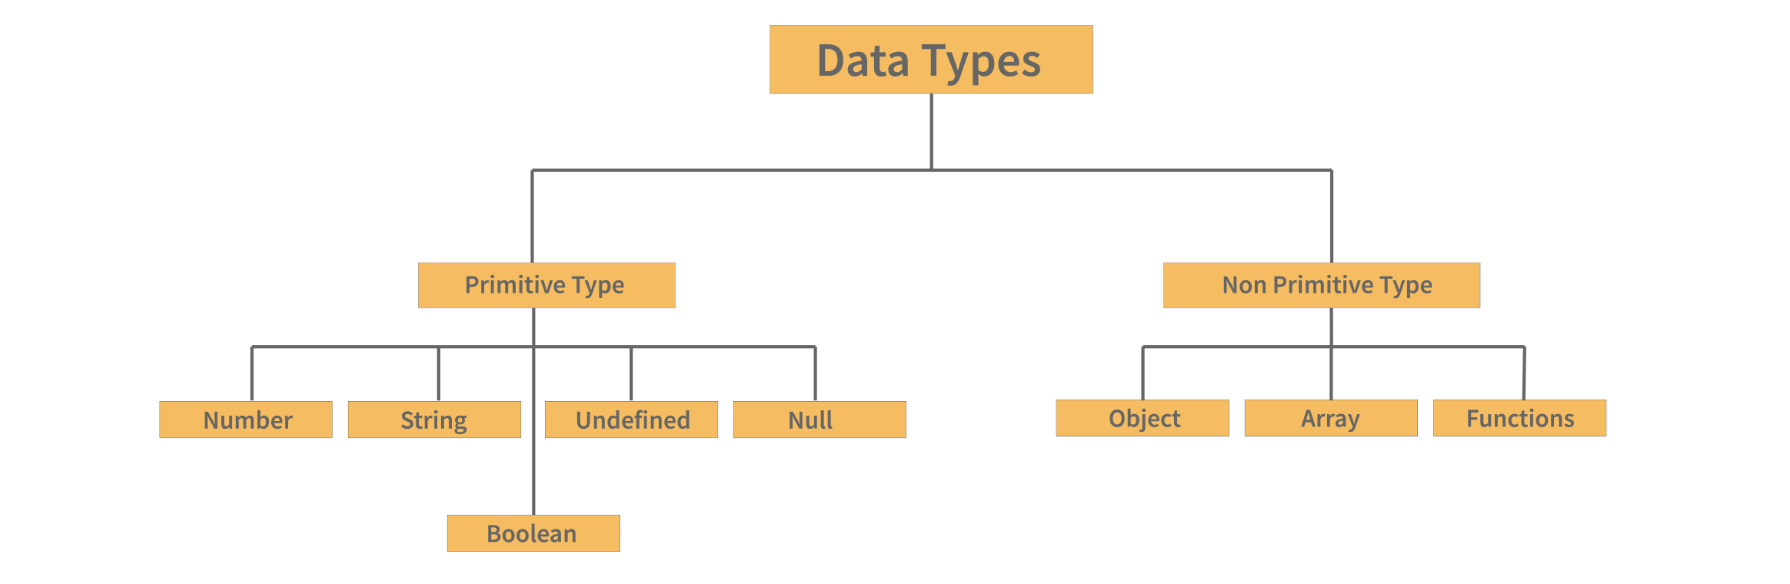 Data Types
Primitive Type
Non Primitive Type
Number
String
Undefined
Null
Object
Array
Functions
Boolean